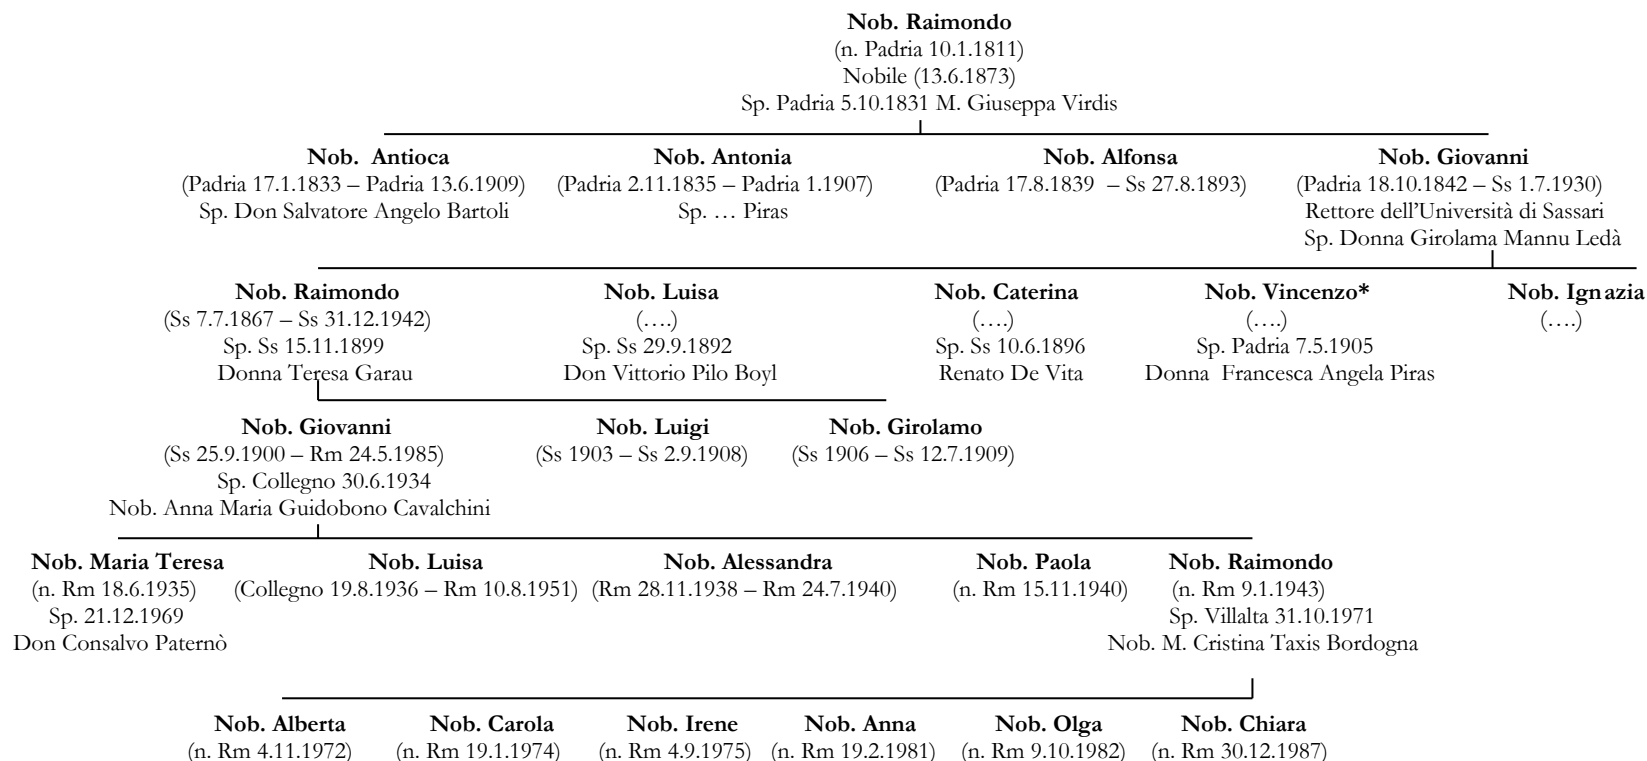 Nob. Raimondo
(n. Padria 10.1.1811)
Nobile (13.6.1873)
Sp. Padria 5.10.1831 M. Giuseppa Virdis
Nob. Antioca
(Padria 17.1.1833 – Padria 13.6.1909)
Sp. Don Salvatore Angelo Bartoli
Nob. Antonia
(Padria 2.11.1835 – Padria 1.1907)
Sp. … Piras
Nob. Alfonsa
(Padria 17.8.1839 – Ss 27.8.1893)
Nob. Giovanni
(Padria 18.10.1842 – Ss 1.7.1930)
Rettore dell’Università di Sassari
Sp. Donna Girolama Mannu Ledà
Nob. Raimondo
(Ss 7.7.1867 – Ss 31.12.1942)
Sp. Ss 15.11.1899
Donna Teresa Garau
Nob. Luisa
(….)
Sp. Ss 29.9.1892
Don Vittorio Pilo Boyl
Nob. Caterina
(….)
Sp. Ss 10.6.1896
Renato De Vita
Nob. Vincenzo*
(….)
Sp. Padria 7.5.1905
Donna Francesca Angela Piras
Nob. Ignazia
(….)
Nob. Giovanni
(Ss 25.9.1900 – Rm 24.5.1985)
Sp. Collegno 30.6.1934
Nob. Anna Maria Guidobono Cavalchini
Nob. Luigi
(Ss 1903 – Ss 2.9.1908)
Nob. Girolamo
(Ss 1906 – Ss 12.7.1909)
Nob. Maria Teresa
(n. Rm 18.6.1935)
Sp. 21.12.1969
Don Consalvo Paternò
Nob. Luisa
(Collegno 19.8.1936 – Rm 10.8.1951)
Nob. Alessandra
(Rm 28.11.1938 – Rm 24.7.1940)
Nob. Paola
(n. Rm 15.11.1940)
Nob. Raimondo
(n. Rm 9.1.1943)
Sp. Villalta 31.10.1971
Nob. M. Cristina Taxis Bordogna
Nob. Alberta
(n. Rm 4.11.1972)
Nob. Carola
(n. Rm 19.1.1974)
Nob. Irene
(n. Rm 4.9.1975)
Nob. Anna
(n. Rm 19.2.1981)
Nob. Olga
(n. Rm 9.10.1982)
Nob. Chiara
(n. Rm 30.12.1987)